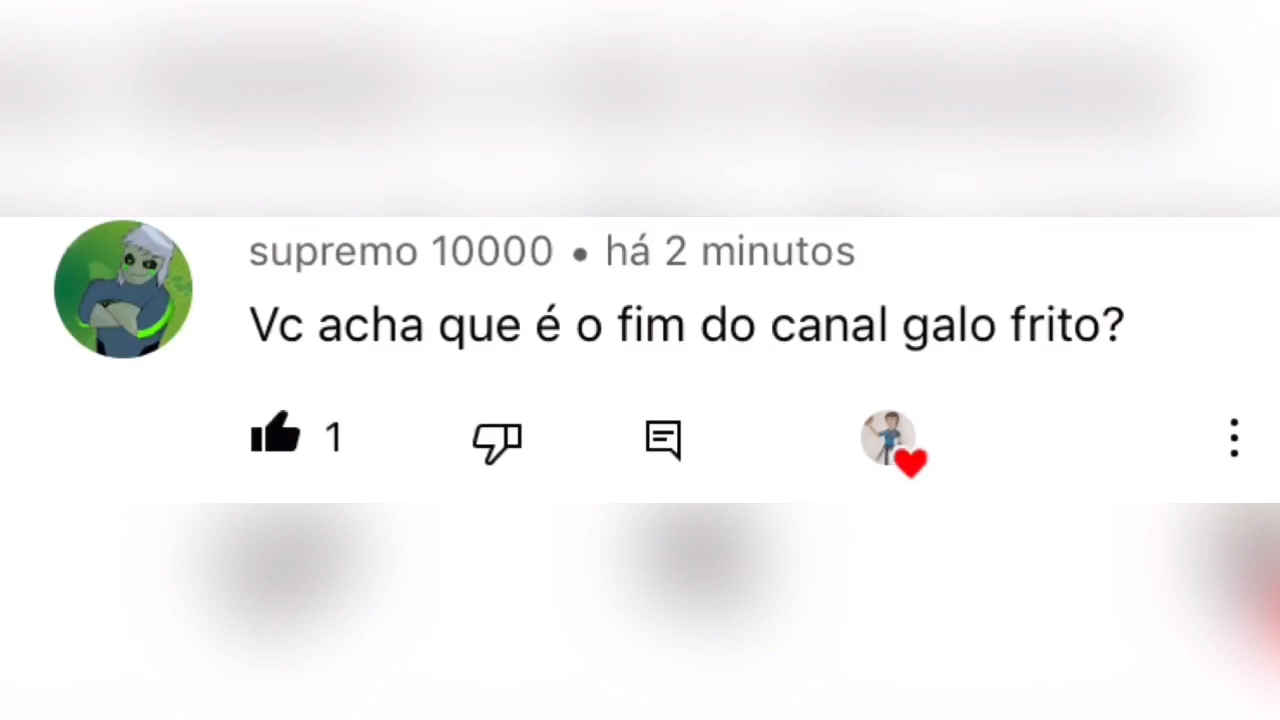 supremo 10000 • há 2 minutos
Vc acha que é o fim do canal galo frito?
1